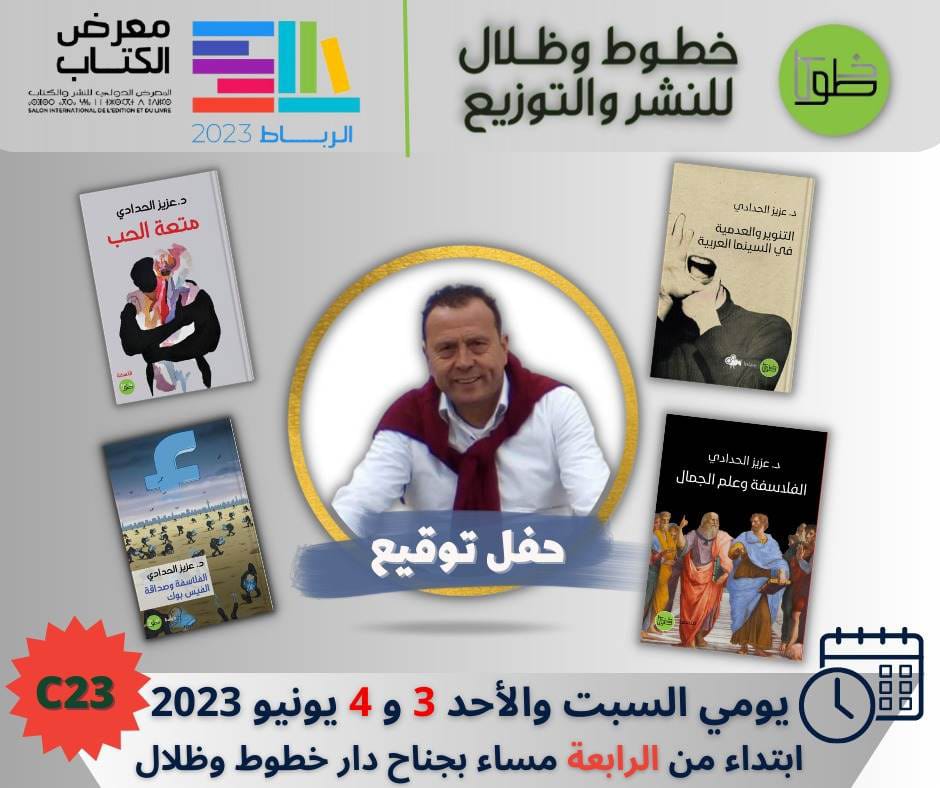 معرض
الكتاب
المعرض الدولي للنشر والكتاب
SALON INTERNATIONAL DE L'EDITION ET DU LIVRE
الرباط 2023
خطوط وظلال
للنشر والتوزيع
د.عزيز الحدادي
متعة الحب
د. عزيز الحدادي
التنوير والعدمية
في السينما العربية
د. عزيز الحدادي
الفلاسفة وصداقة
الفيس بوك
د. عزيز الحدادي
الفلاسفة وعلم الجمال
حفل توقيع
C23
يومي السبت والأحد 3 و 4 يونيو 2023
ابتداء من الرابعة مساء بجناح دار خطوط وظلال